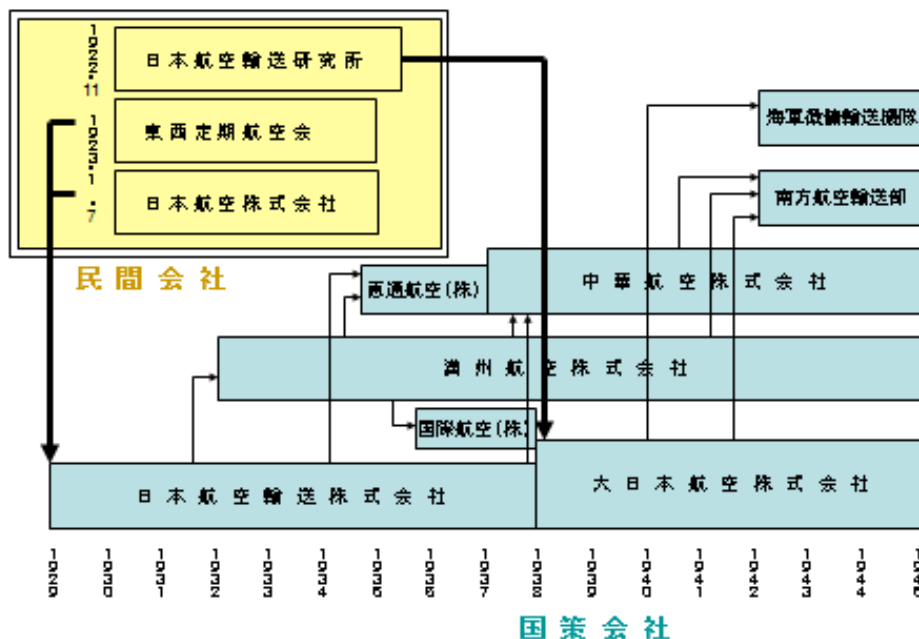 1922・11
日本航空輸送研究所
1923・1
東西定期航空会
・7
日本航空株式会社
民間会社
海軍徴傭輸送機隊
南方航空輸送部
中華航空株式会社
恵通航空(株)
満州航空株式会社
国際航空(株)
日本航空輸送株式会社
大日本航空株式会社
1929 1930 1931 1932 1933 1934 1935 1936 1937 1938 1939 1940 1941 1942 1943 1944 1945
国策会社